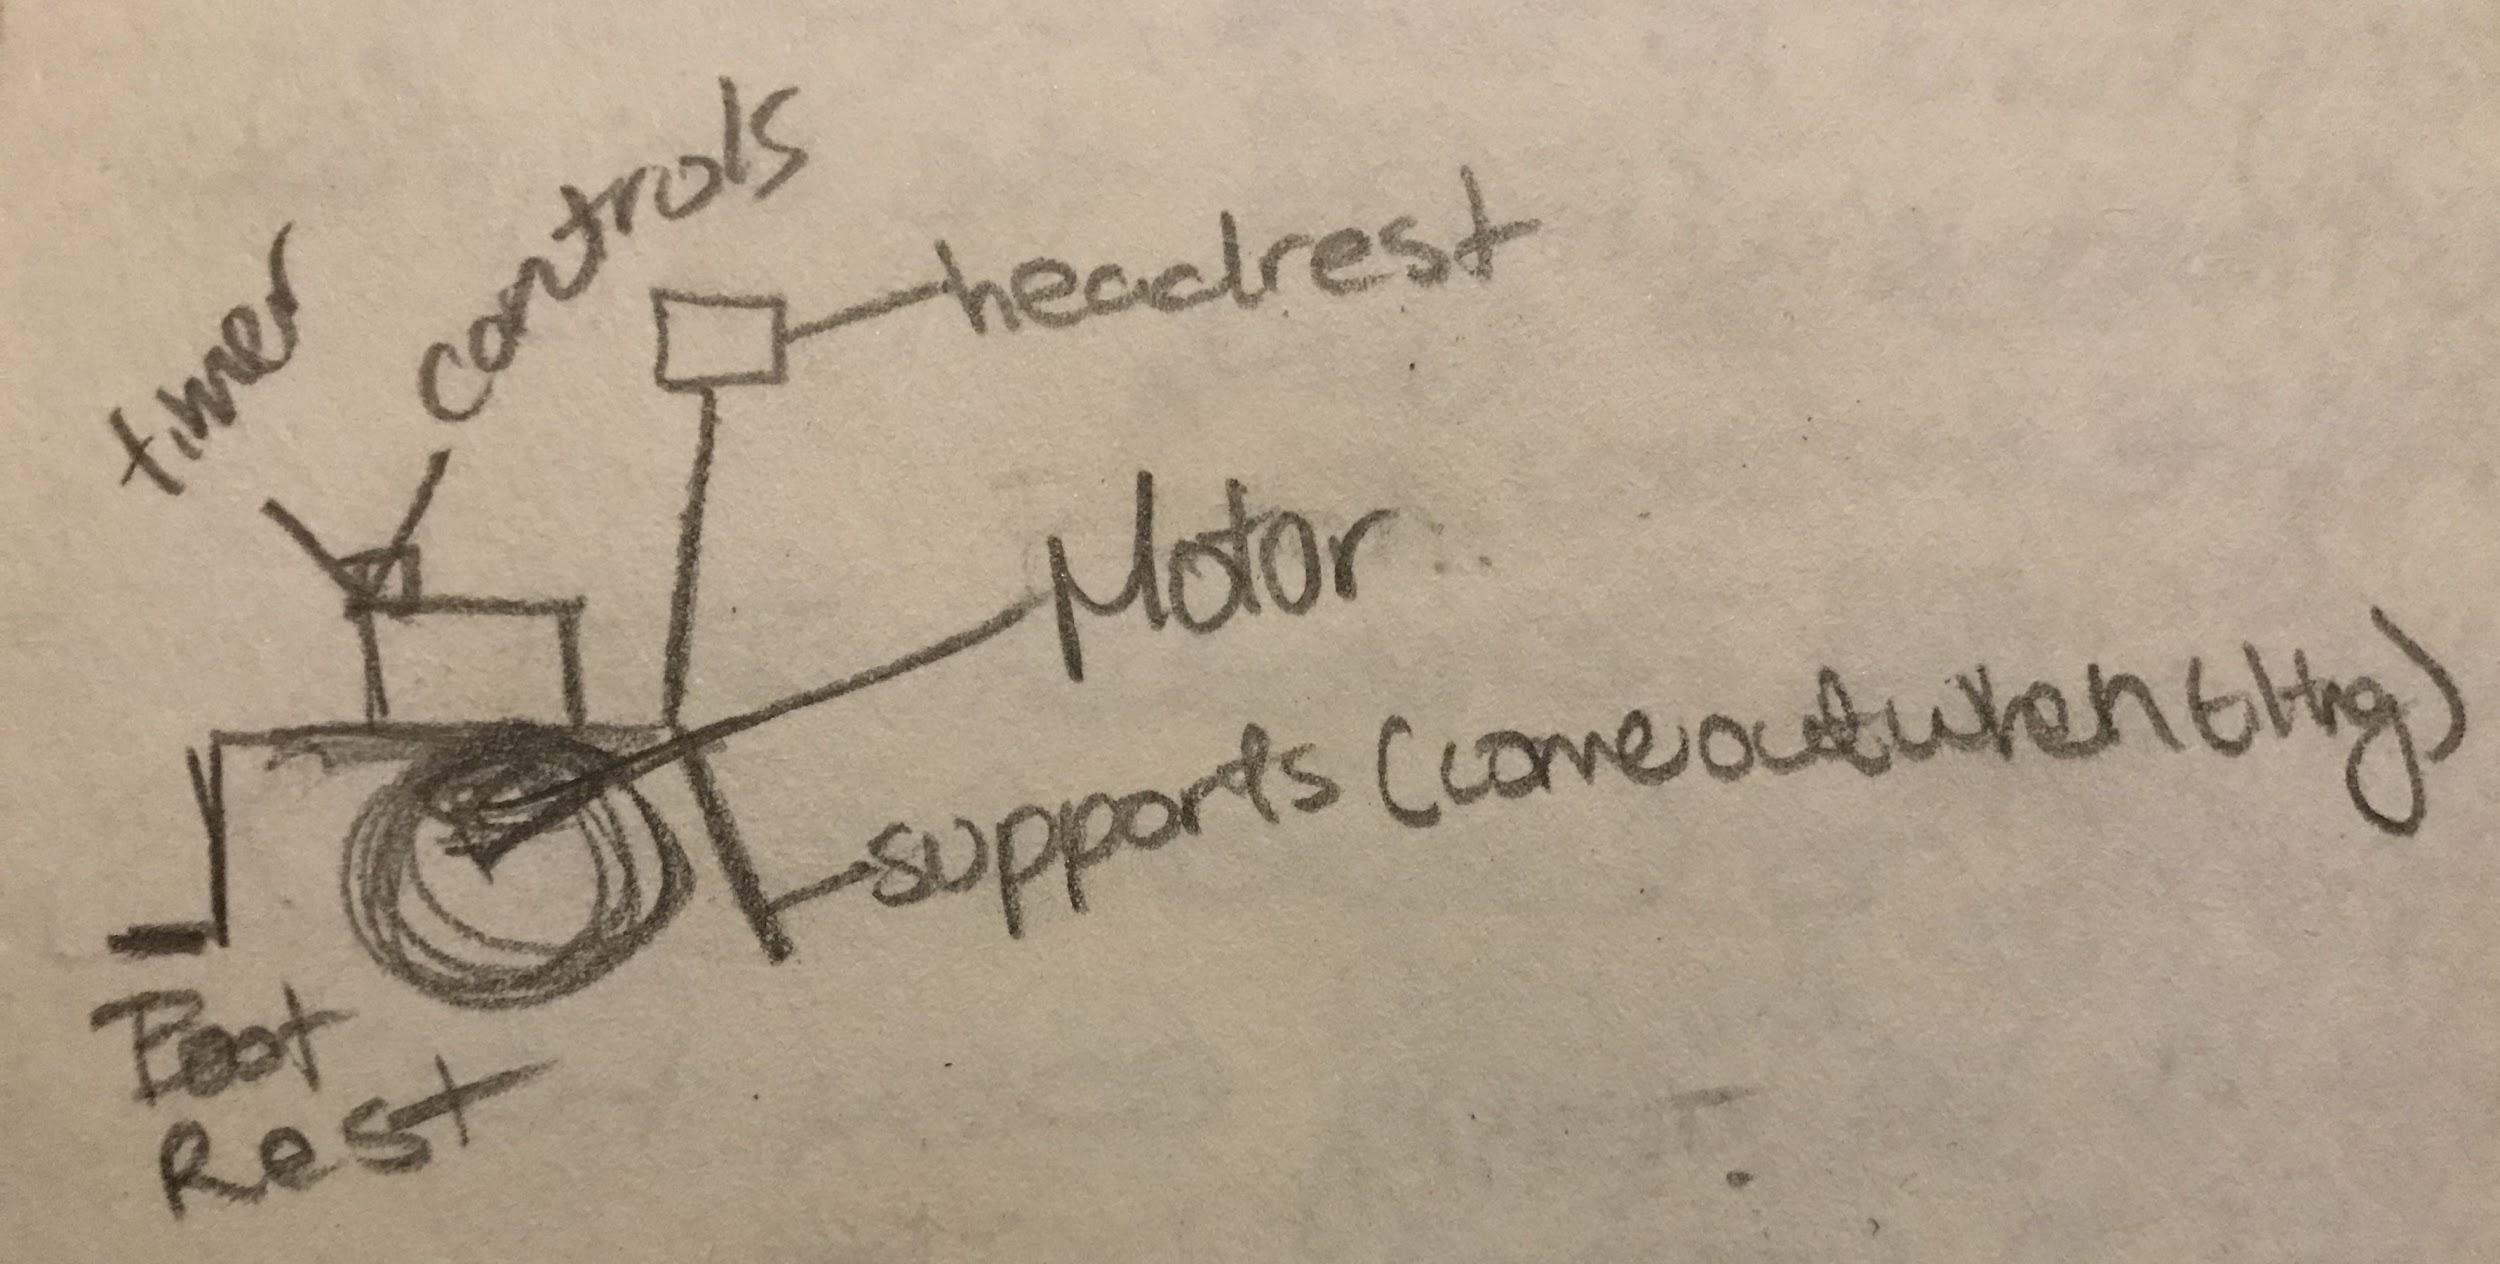 timer
controls
headrest
Motor
supports (come out when tilting)
Foot
Rest